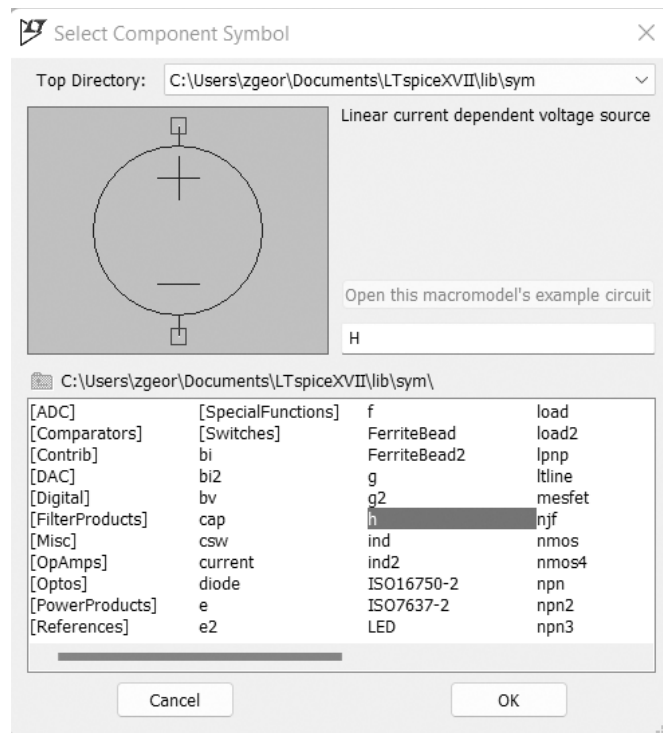 Select Component Symbol
Top Directory: C:\Users\zgeor\Documents\LTspiceXVII\lib\sym
Linear current dependent voltage source
Open this macromodel's example circuit
H
C:\Users\zgeor\Documents\LTspiceXVII\lib\sym\
[ADC] [SpecialFunctions] f load
[Comparators] [Switches] FerriteBead load2
[Contrib] bi FerriteBead2 lpnp
[DAC] bi2 g ltline
[Digital] bv g2 mesfet
[FilterProducts] cap h njf
[Misc] csw ind nmos
[OpAmps] current ind2 nmos4
[Optos] diode ISO16750-2 npn
[PowerProducts] e ISO7637-2 npn2
[References] e2 LED npn3
Cancel OK